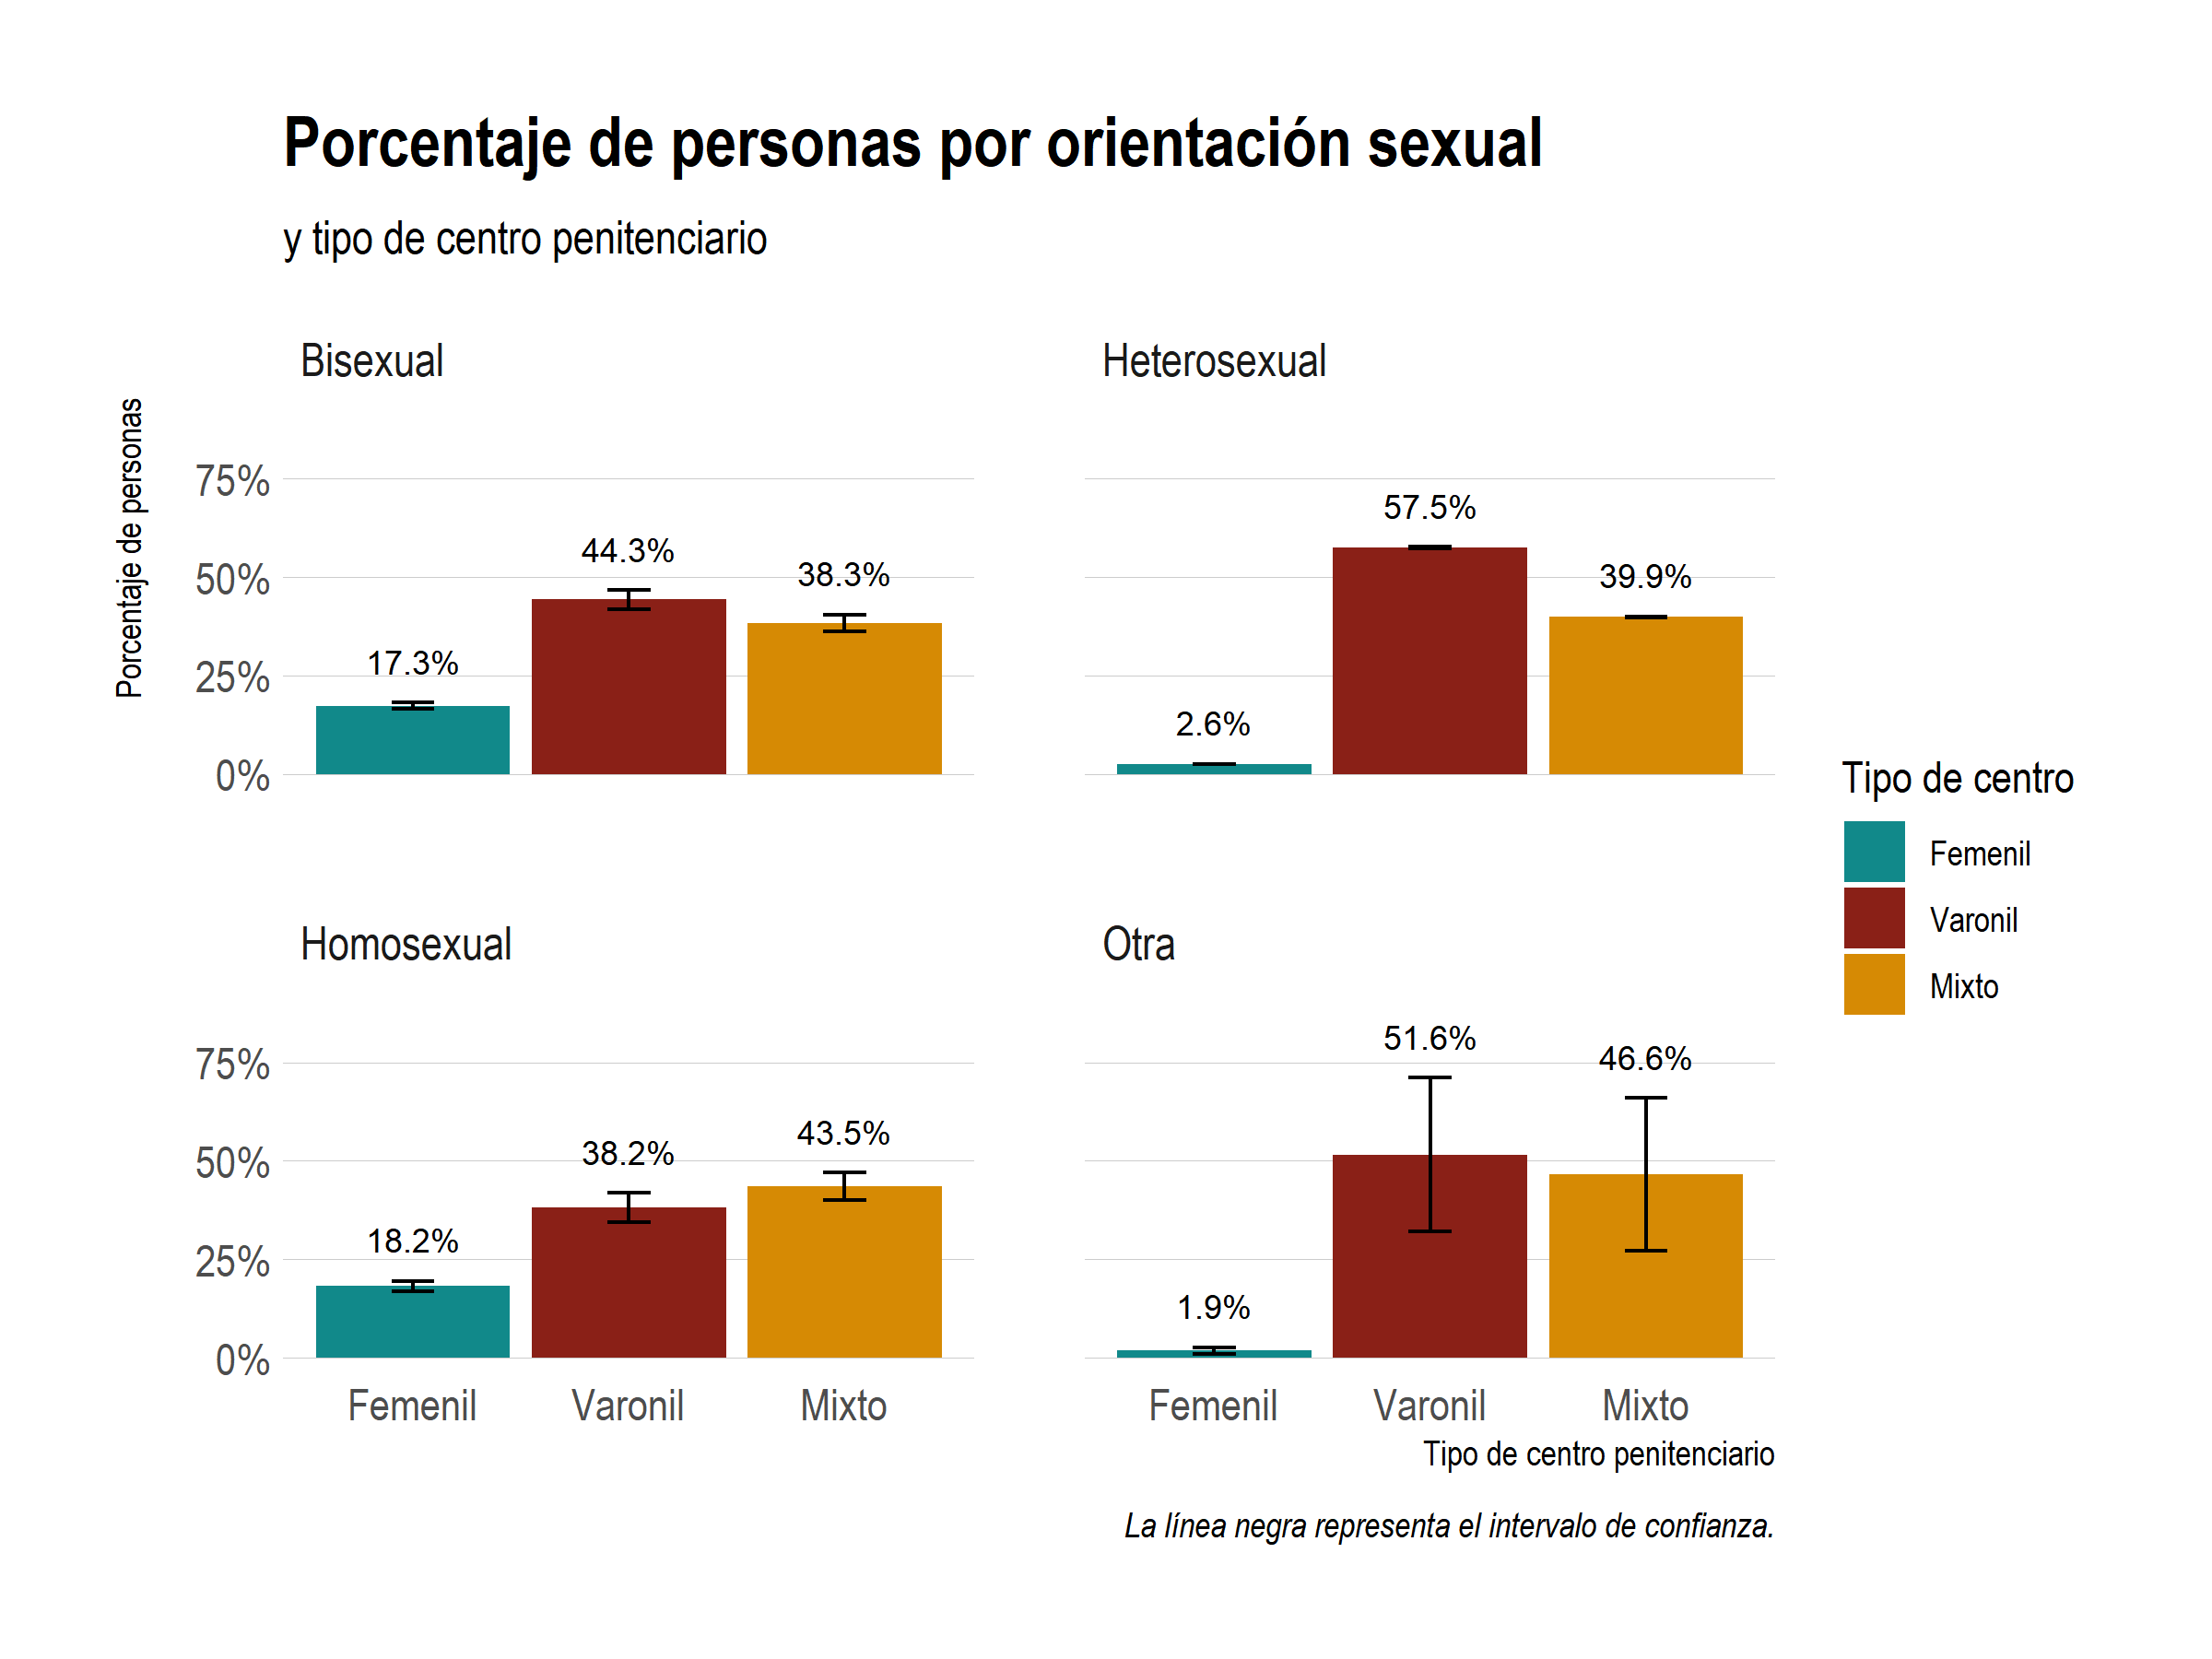 Porcentaje de personas por orientación sexual
y tipo de centro penitenciario
Bisexual
Heterosexual
Porcentaje de personas
75%
50%
25%
0%
17.3%
44.3%
38.3%
2.6%
57.5%
39.9%
Homosexual
Otra
75%
50%
25%
0%
18.2%
38.2%
43.5%
1.9%
51.6%
46.6%
Femenil
Varonil
Mixto
Femenil
Varonil
Mixto
Tipo de centro penitenciario
La línea negra representa el intervalo de confianza.
Tipo de centro
Femenil
Varonil
Mixto